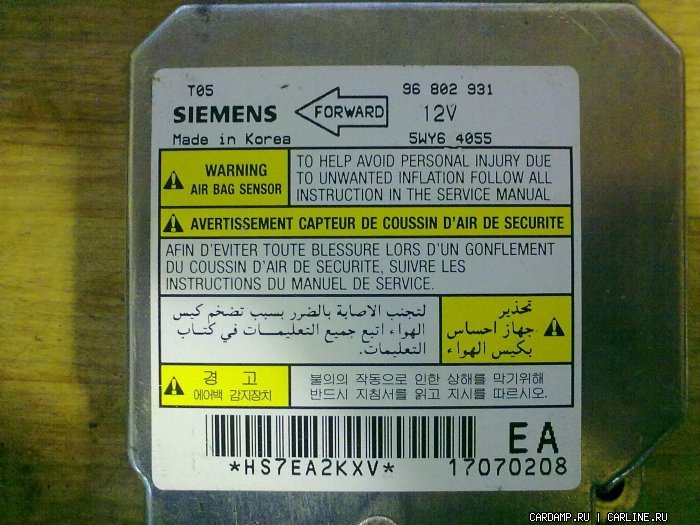 T05
96 802 931
SIEMENS
FORWARD
12V
Made in Korea
5WY6 4055
WARNING
AIR BAG SENSOR
TO HELP AVOID PERSONAL INJURY DUE
TO UNWANTED INFLATION FOLLOW ALL
INSTRUCTION IN THE SERVICE MANUAL
AVERTISSEMENT CAPTEUR DE COUSSIN D'AIR DE SECURITE
AFIN D'EVITER TOUTE BLESSURE LORS D'UN GONFLEMENT
DU COUSSIN D'AIR DE SECURITE, SUIVRE LES
INSTRUCTIONS DU MANUEL DE SERVICE.
تحذير
جهاز احساس
بكيس الهواء
لتجنب الاصابة بالضرر بسبب تضخم كيس
الهواء اتبع جميع التعليمـــات في كتـــاب
التعليمات.
경 고
에어백 감지장치
불의의 작동으로 인한 상해를 막기위해
반드시 지침서를 읽고 지시를 따르시오.
EA
*HS7EA2KXV*
17070208
CARDAMP.RU | CARLINE.RU